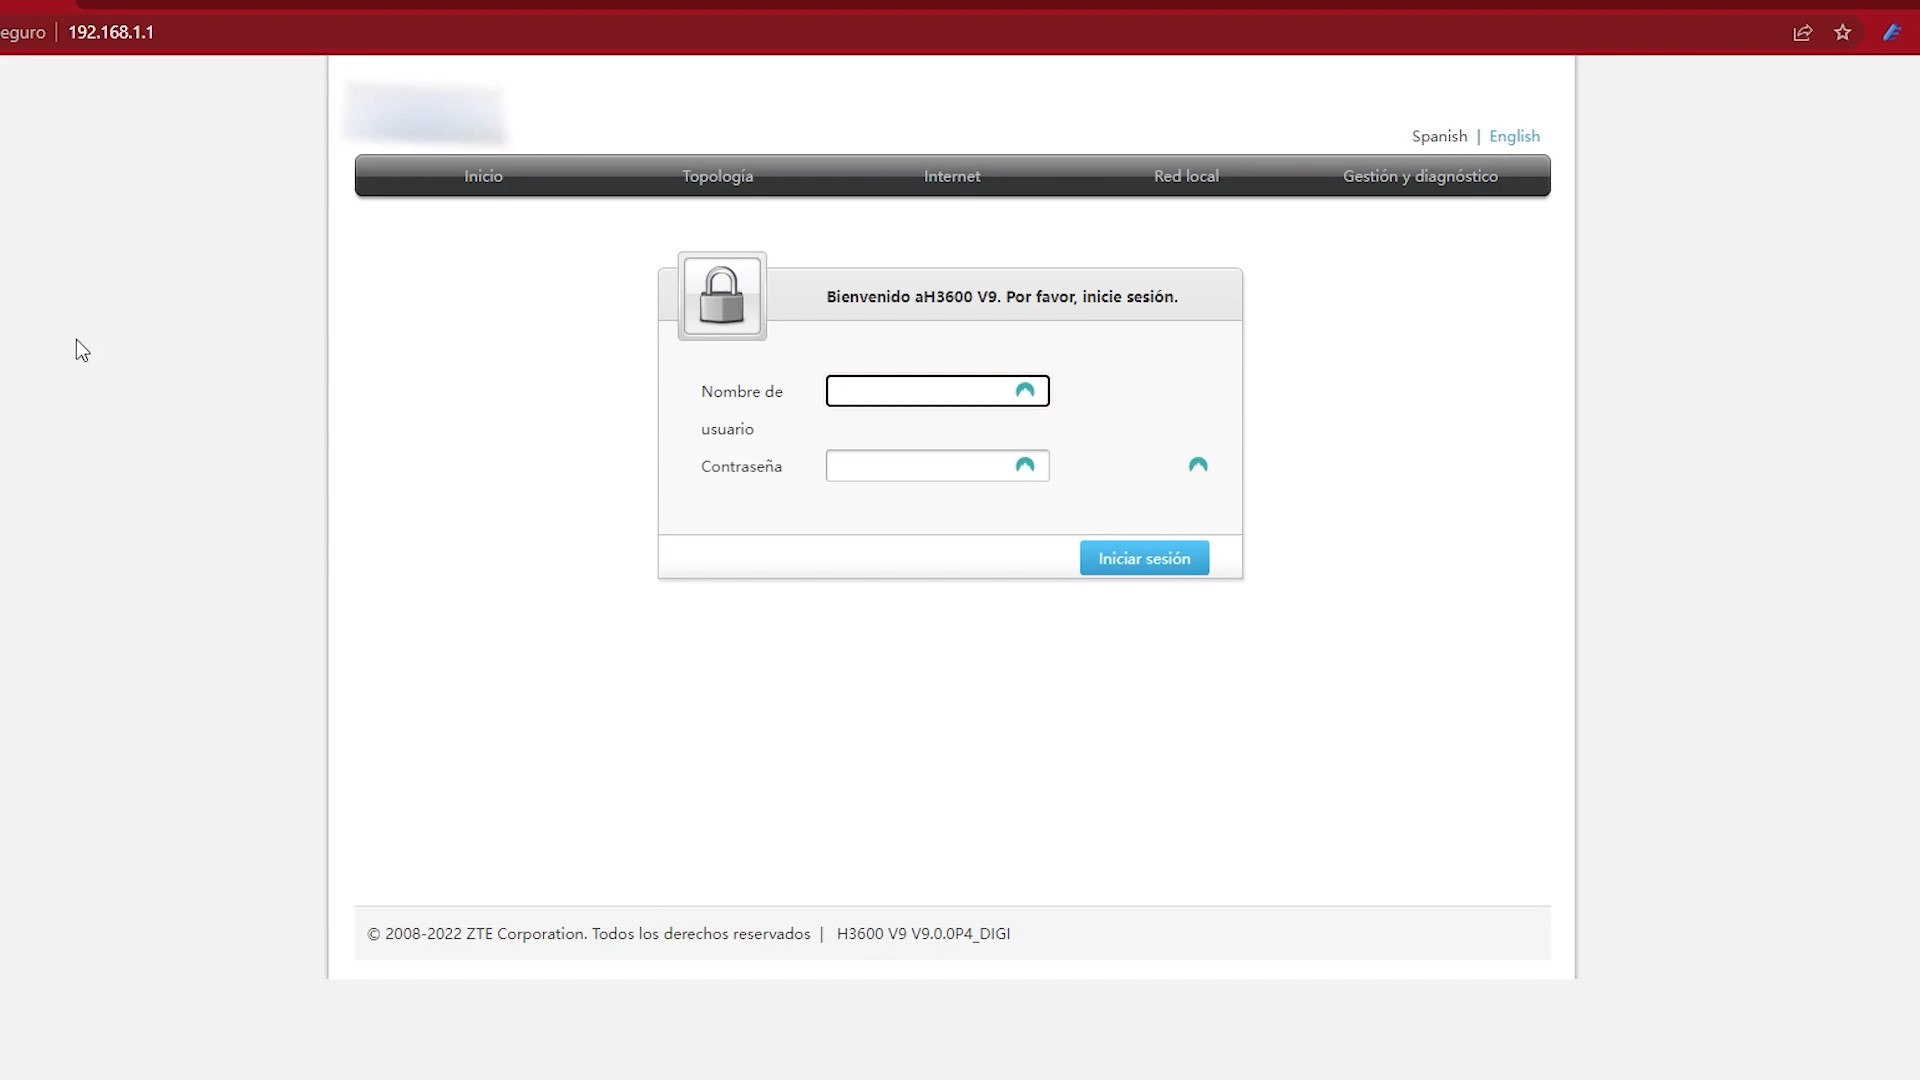 eguro | 192.168.1.1
Spanish | English
Inicio Topología Internet Red local Gestión y diagnóstico
Bienvenido aH3600 V9. Por favor, inicie sesión.
Nombre de
usuario
Contraseña
Iniciar sesión
© 2008-2022 ZTE Corporation. Todos los derechos reservados | H3600 V9 V9.0.0P4_DIGI